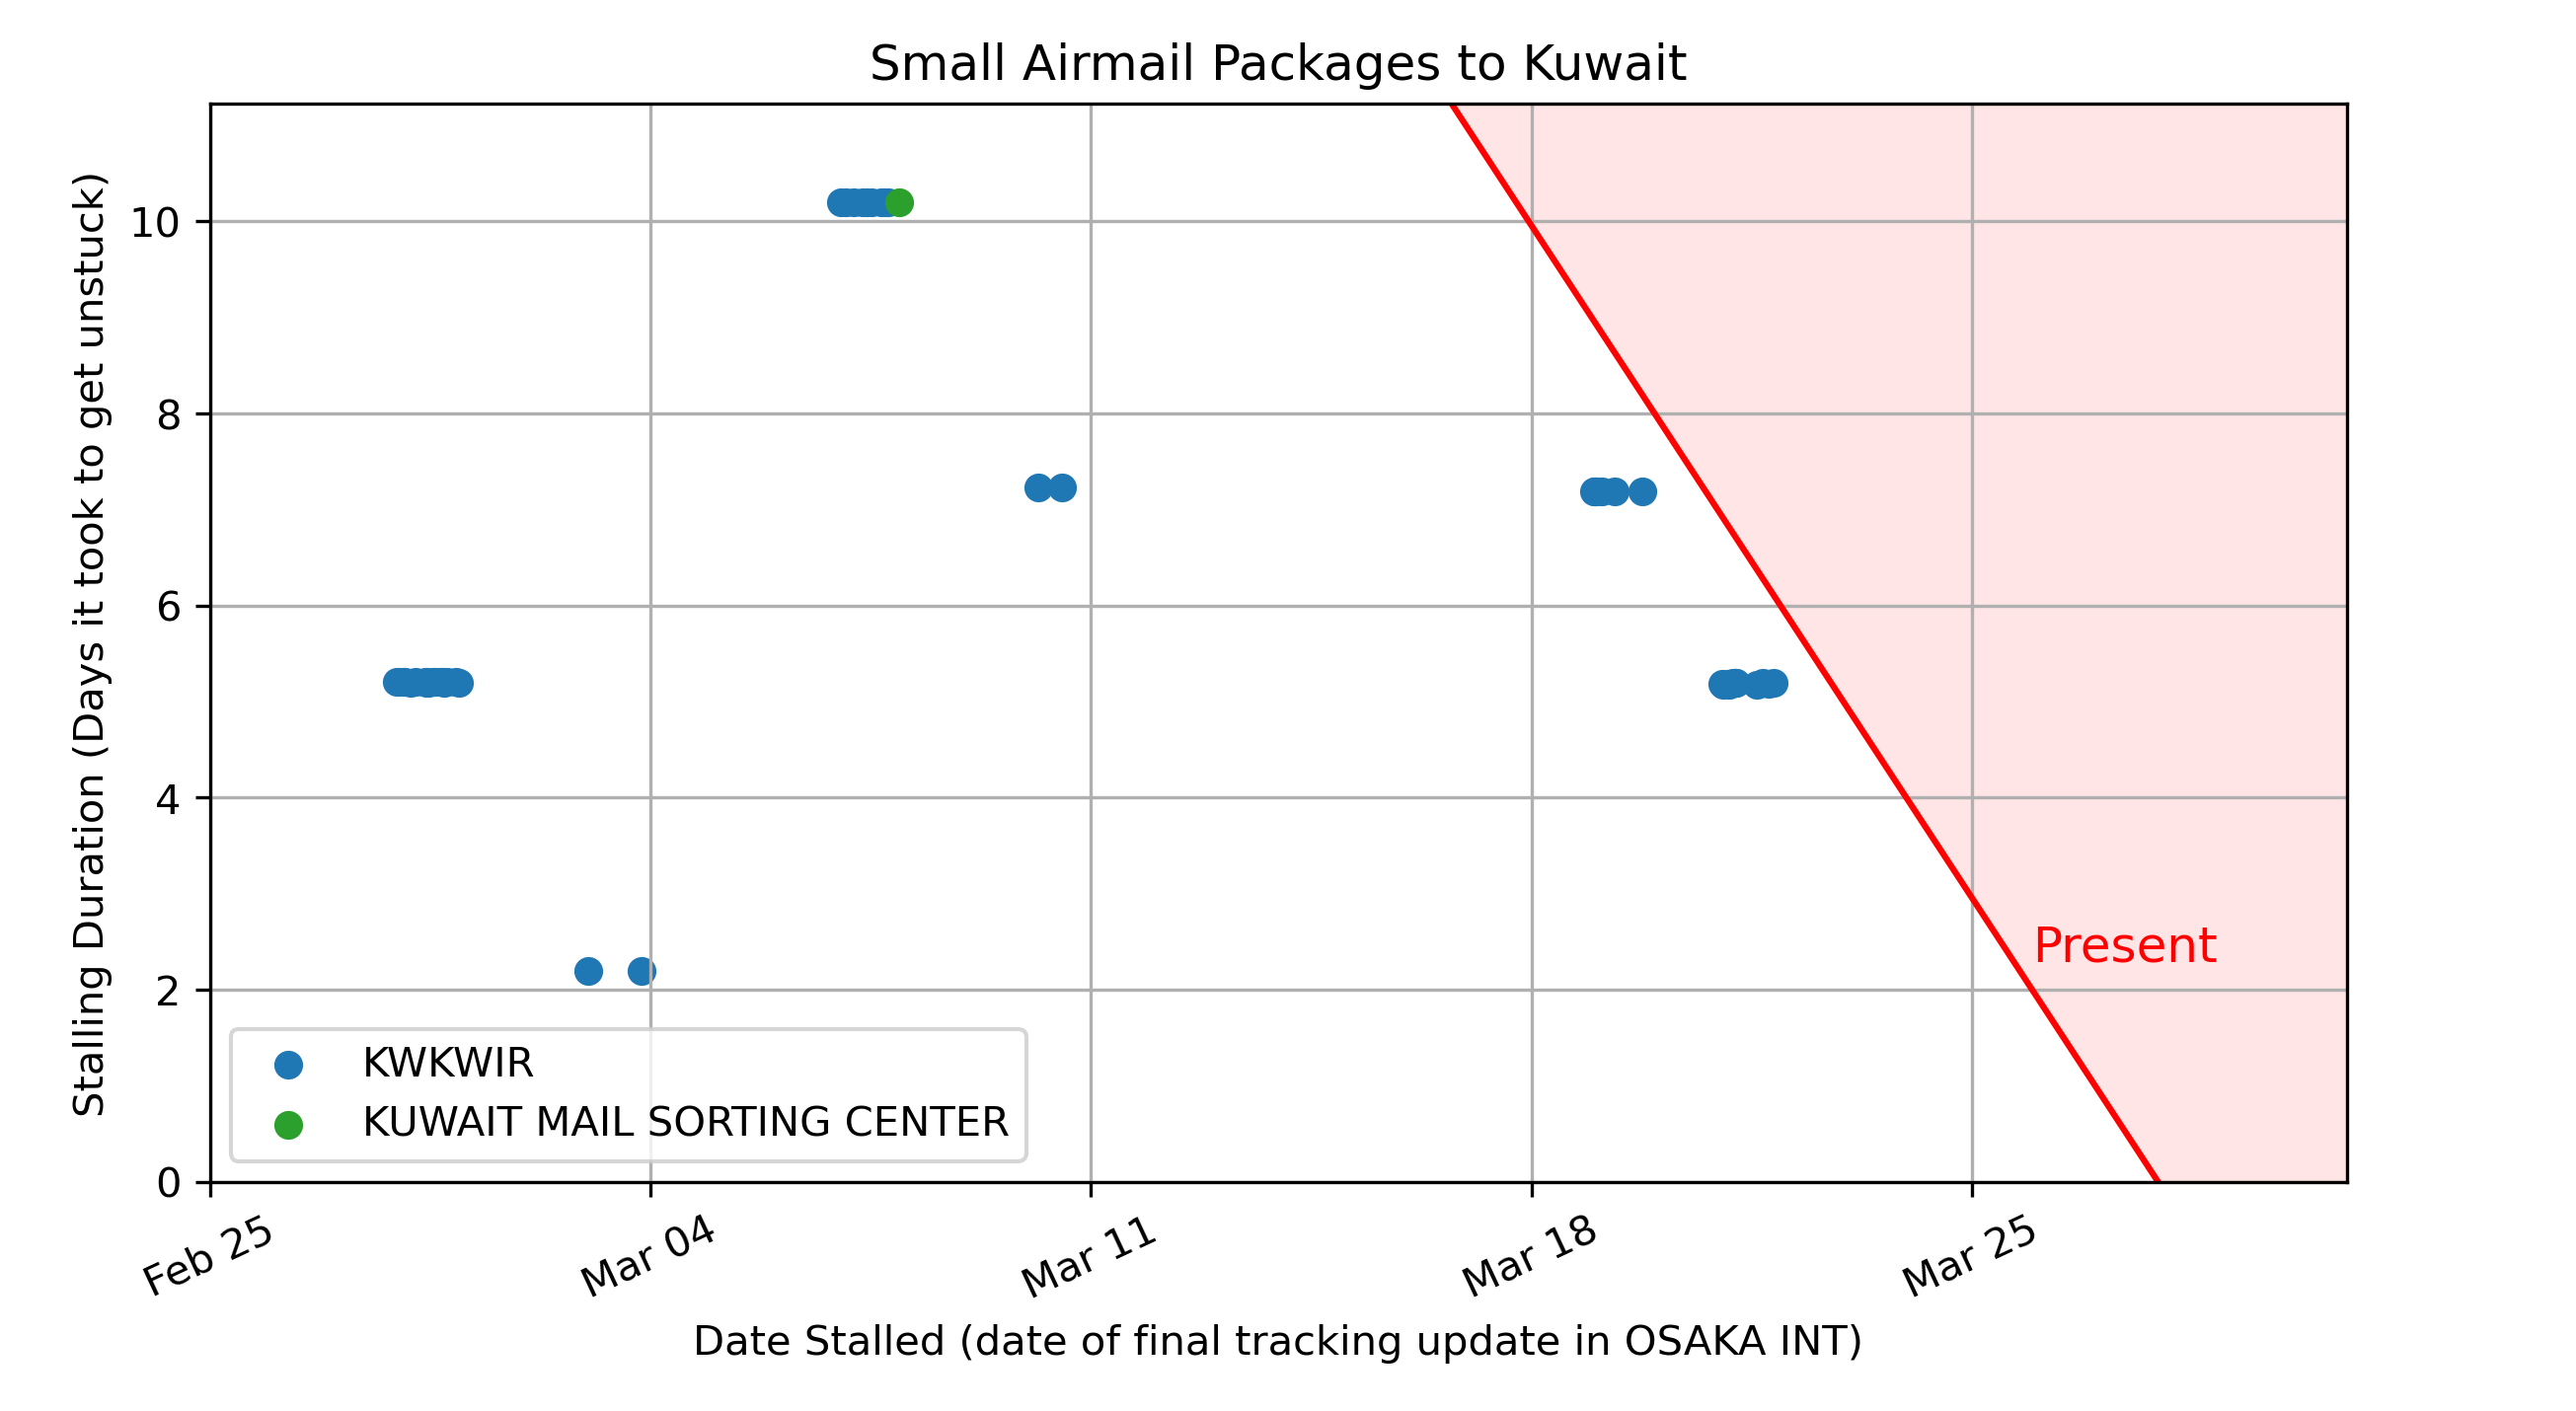 Small Airmail Packages to Kuwait
Stalling Duration (Days it took to get unstuck)
10
8
6
4
2
0
Present
KWKWIR
KUWAIT MAIL SORTING CENTER
Feb 25
Mar 04
Mar 11
Mar 18
Mar 25
Date Stalled (date of final tracking update in OSAKA INT)